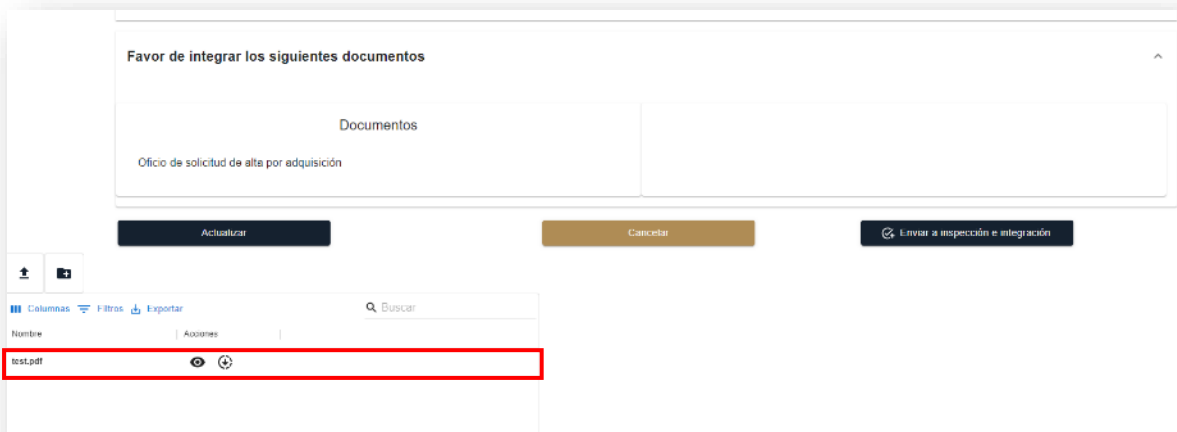 Favor de integrar los siguientes documentos
Documentos
Oficio de solicitud de alta por adquisición
Actualizar
Cancelar
Enviar a inspección e integración
Columnas Filtros Exportar
Buscar
Nombre
Acciones
test.pdf